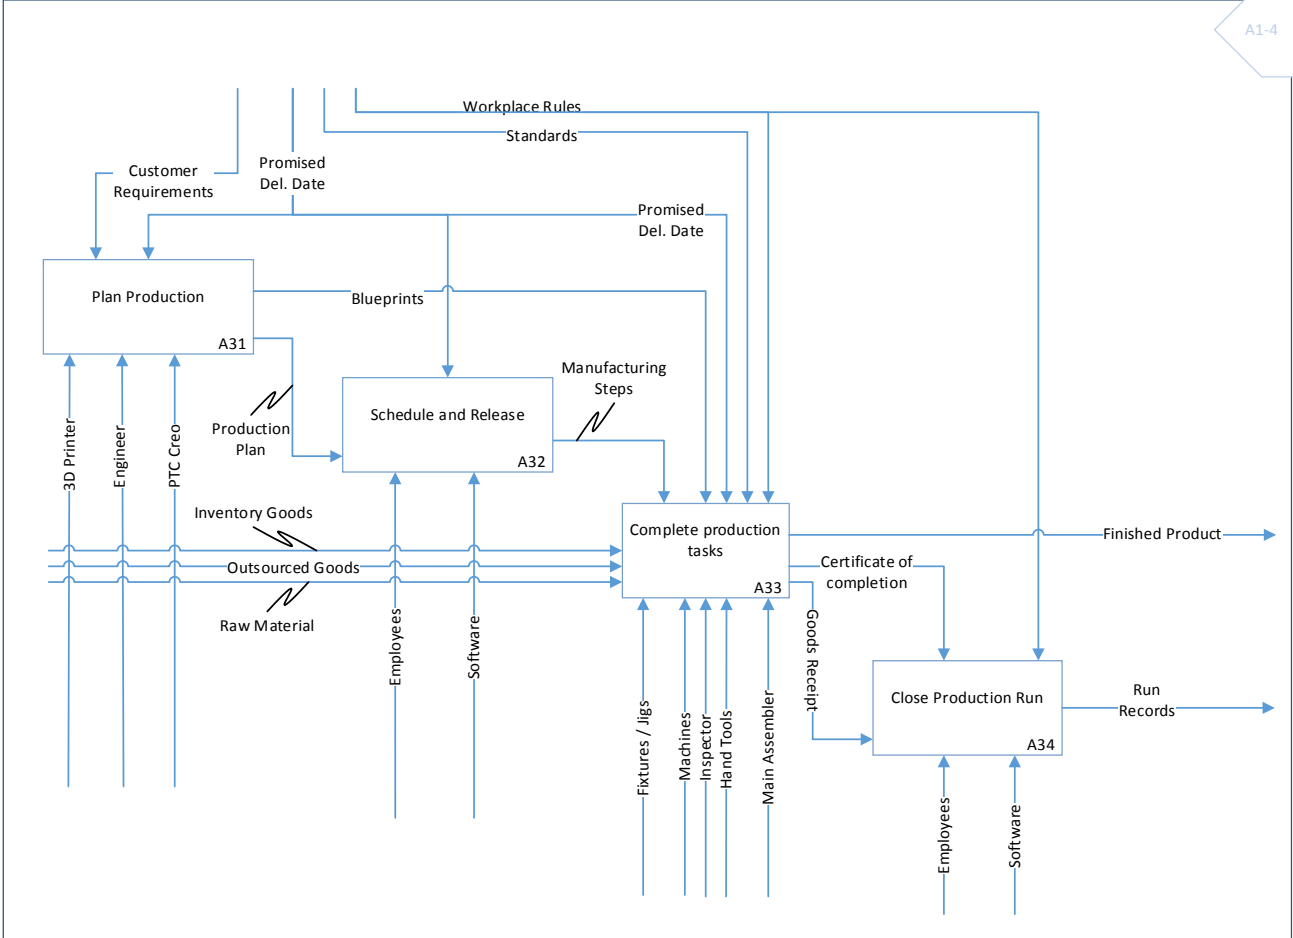 A1-4
Workplace Rules
Standards
Customer
Requirements
Promised
Del. Date
Promised
Del. Date
Plan Production
A31
Blueprints
Manufacturing
Steps
Schedule and Release
A32
Production
Plan
3D Printer
Engineer
PTC Creo
Inventory Goods
Outsourced Goods
Raw Material
Complete production
tasks
A33
Finished Product
Certificate of
completion
Goods Receipt
Employees
Software
Fixtures / Jigs
Machines
Inspector
Hand Tools
Main Assembler
Close Production Run
A34
Run
Records
Employees
Software